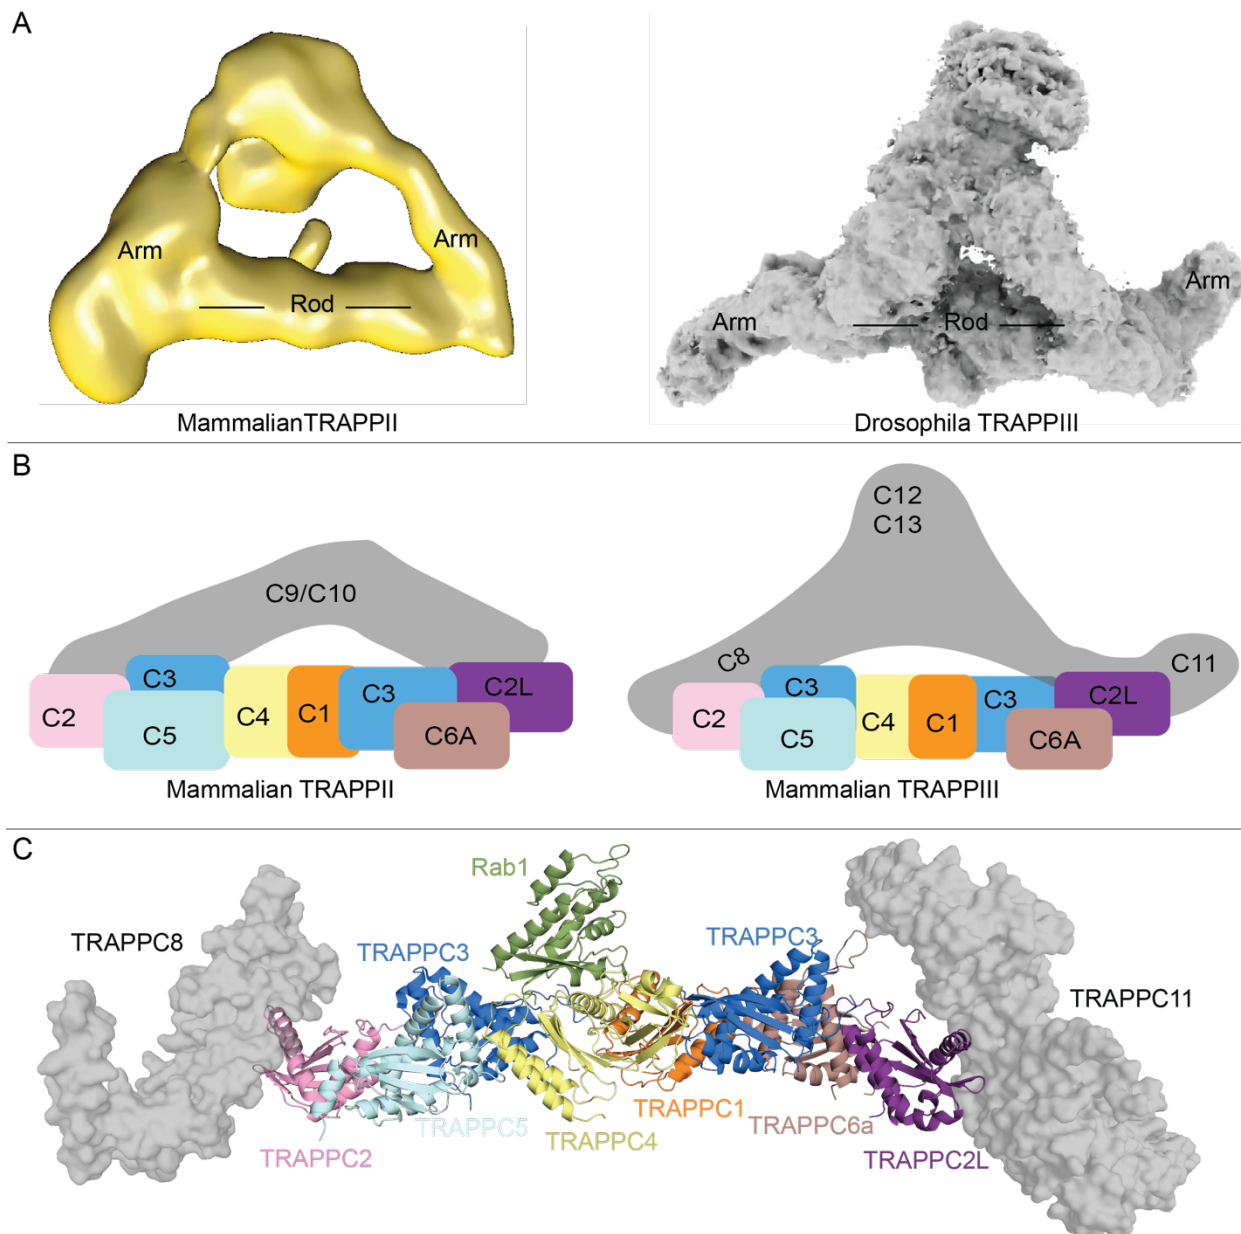 A
Arm
Arm
Rod
MammalianTRAPPII
Arm
Rod
Arm
Drosophila TRAPPIII
B
C9/C10
C3
C2
C5
C4
C1
C3
C2L
C6A
Mammalian TRAPPII
C12
C13
C8
C11
C3
C2
C5
C4
C1
C3
C2L
C6A
Mammalian TRAPPIII
C
Rab1
TRAPPC8
TRAPPC3
TRAPPC3
TRAPPC11
TRAPPC5
TRAPPC1
TRAPPC6a
TRAPPC2
TRAPPC4
TRAPPC2L